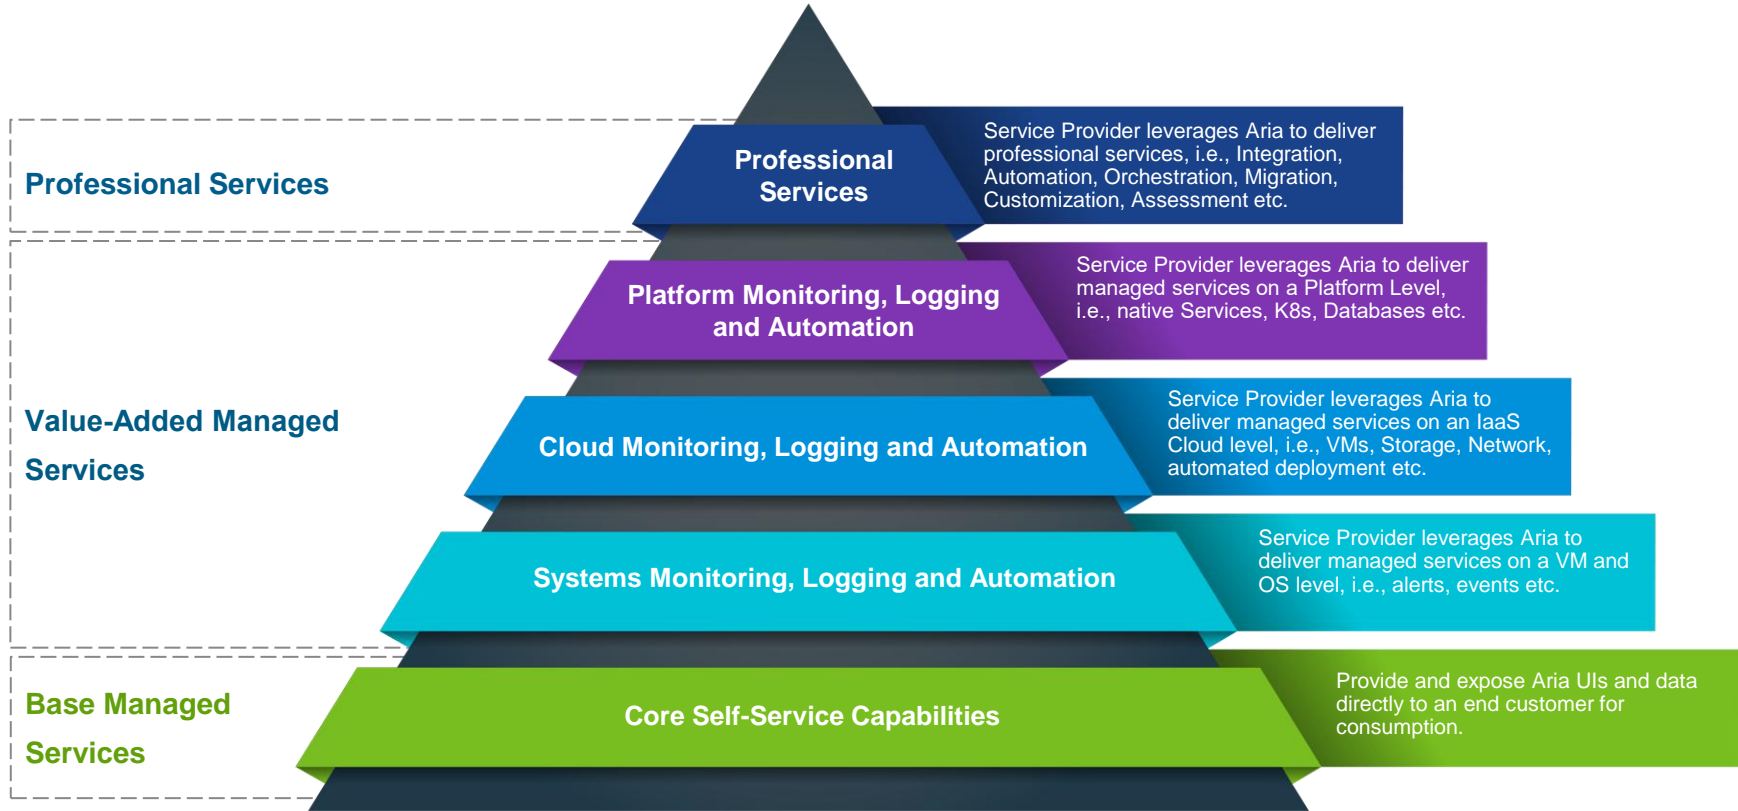 Professional Services
Professional
Services
Service Provider leverages Aria to deliver
professional services, i.e., Integration,
Automation, Orchestration, Migration,
Customization, Assessment etc.
Value-Added Managed
Services
Platform Monitoring, Logging
and Automation
Service Provider leverages Aria to deliver
managed services on a Platform Level,
i.e., native Services, K8s, Databases etc.
Cloud Monitoring, Logging and Automation
Service Provider leverages Aria to
deliver managed services on an IaaS
Cloud level, i.e., VMs, Storage, Network,
automated deployment etc.
Systems Monitoring, Logging and Automation
Service Provider leverages Aria to
deliver managed services on a VM and
OS level, i.e., alerts, events etc.
Base Managed
Services
Core Self-Service Capabilities
Provide and expose Aria UIs and data
directly to an end customer for
consumption.